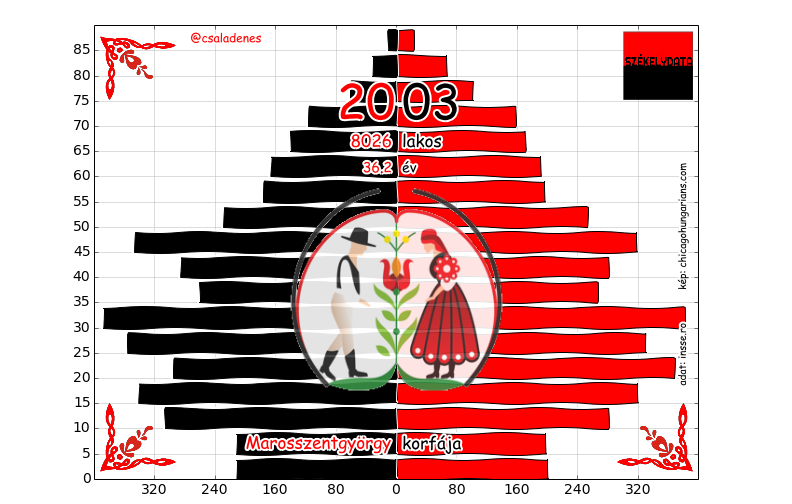 @csaladenes
SZÉKELYDATA
2003
8026 lakos
36.2 év
kép: chicagohungarians.com
adat: insse.ro
Marosszentgyörgy korfája
85
80
75
70
65
60
55
50
45
40
35
30
25
20
15
10
5
0
320 240 160 80 0 80 160 240 320